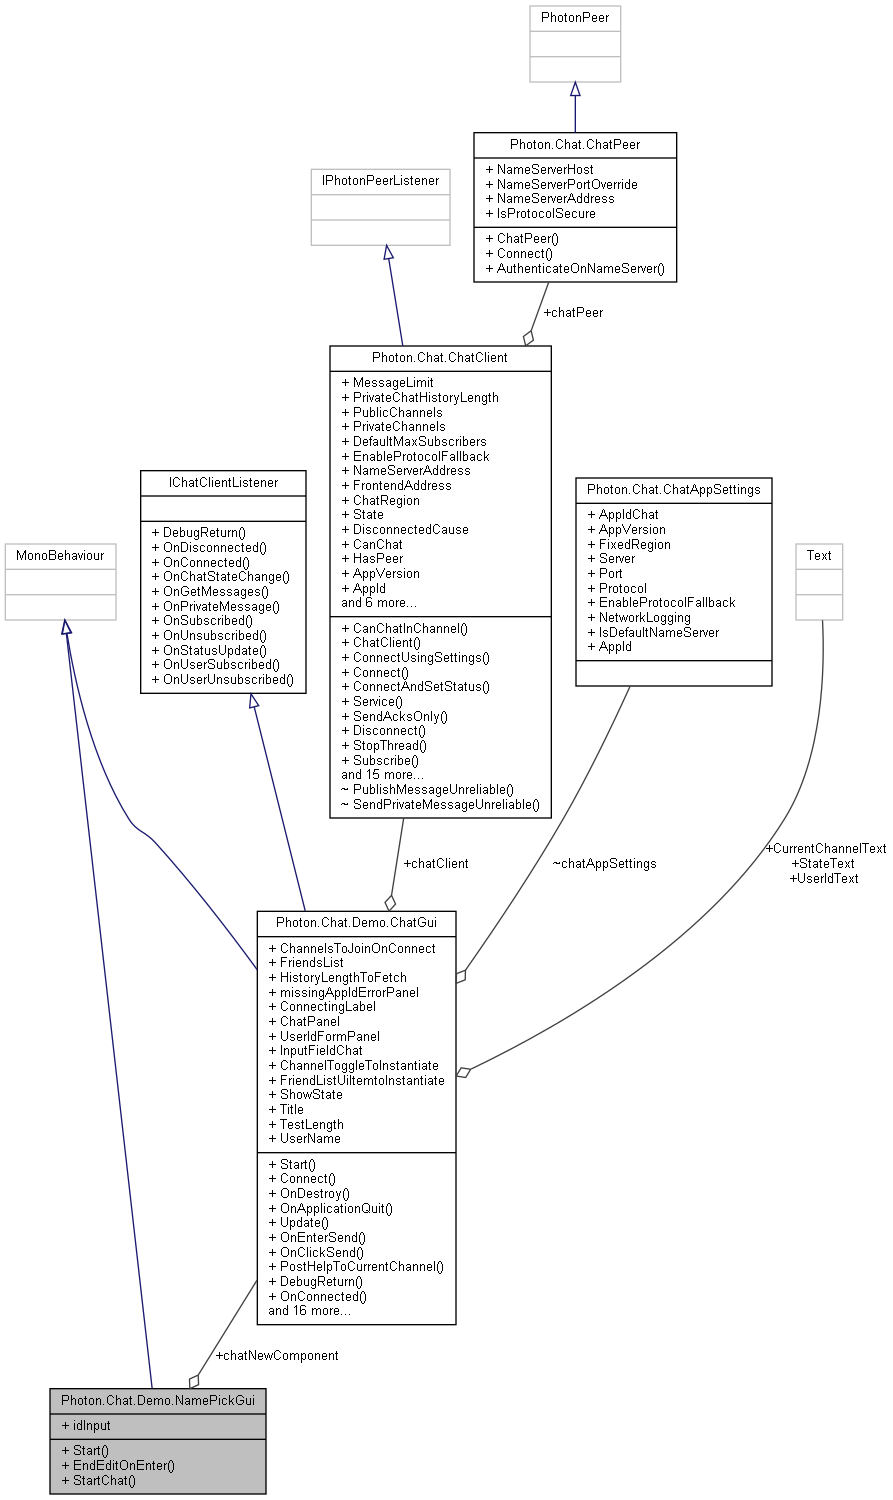 PhotonPeer
Photon.Chat.ChatPeer
+ NameServerHost
+ NameServerPortOverride
+ NameServerAddress
+ IsProtocolSecure
+ ChatPeer()
+ Connect()
+ AuthenticateOnNameServer()
IPhotonPeerListener
+chatPeer
Photon.Chat.ChatClient
+ MessageLimit
+ PrivateChatHistoryLength
+ PublicChannels
+ PrivateChannels
+ DefaultMaxSubscribers
+ EnableProtocolFallback
+ NameServerAddress
+ FrontendAddress
+ ChatRegion
+ State
+ DisconnectedCause
+ CanChat
+ HasPeer
+ AppVersion
+ AppId
and 6 more...
+ CanChatInChannel()
+ ChatClient()
+ ConnectUsingSettings()
+ Connect()
+ ConnectAndSetStatus()
+ Service()
+ SendAcksOnly()
+ Disconnect()
+ StopThread()
+ Subscribe()
and 15 more...
~ PublishMessageUnreliable()
~ SendPrivateMessageUnreliable()
IChatClientListener
+ DebugReturn()
+ OnDisconnected()
+ OnConnected()
+ OnChatStateChange()
+ OnGetMessages()
+ OnPrivateMessage()
+ OnSubscribed()
+ OnUnsubscribed()
+ OnStatusUpdate()
+ OnUserSubscribed()
+ OnUserUnsubscribed()
Photon.Chat.ChatAppSettings
+ AppIdChat
+ AppVersion
+ FixedRegion
+ Server
+ Port
+ Protocol
+ EnableProtocolFallback
+ NetworkLogging
+ IsDefaultNameServer
+ AppId
MonoBehaviour
Text
+chatClient
~chatAppSettings
+CurrentChannelText
+StateText
+UserIdText
Photon.Chat.Demo.ChatGui
+ ChannelsToJoinOnConnect
+ FriendsList
+ HistoryLengthToFetch
+ missingAppIdErrorPanel
+ ConnectingLabel
+ ChatPanel
+ UserIdFormPanel
+ InputFieldChat
+ ChannelToggleToInstantiate
+ FriendListUiItemtoInstantiate
+ ShowState
+ Title
+ TestLength
+ UserName
+ Start()
+ Connect()
+ OnDestroy()
+ OnApplicationQuit()
+ Update()
+ OnEnterSend()
+ OnClickSend()
+ PostHelpToCurrentChannel()
+ DebugReturn()
+ OnConnected()
and 16 more...
+chatNewComponent
Photon.Chat.Demo.NamePickGui
+ idInput
+ Start()
+ EndEditOnEnter()
+ StartChat()